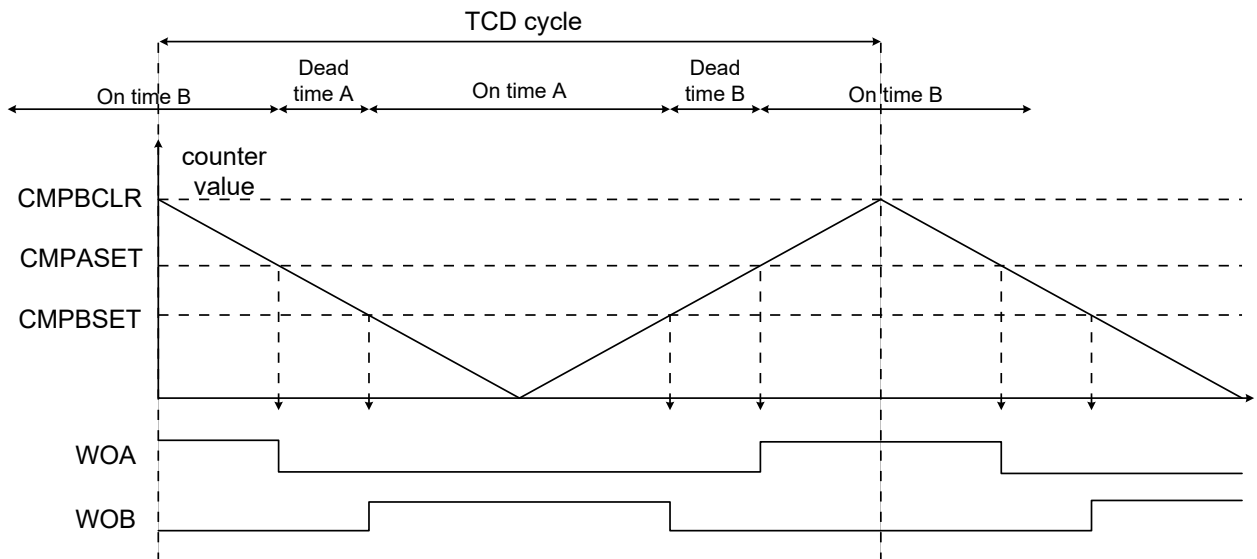 TCD cycle
On time B
Dead
time A
On time A
Dead
time B
On time B
counter
value
CMPBCLR
CMPASET
CMPBSET
WOA
WOB